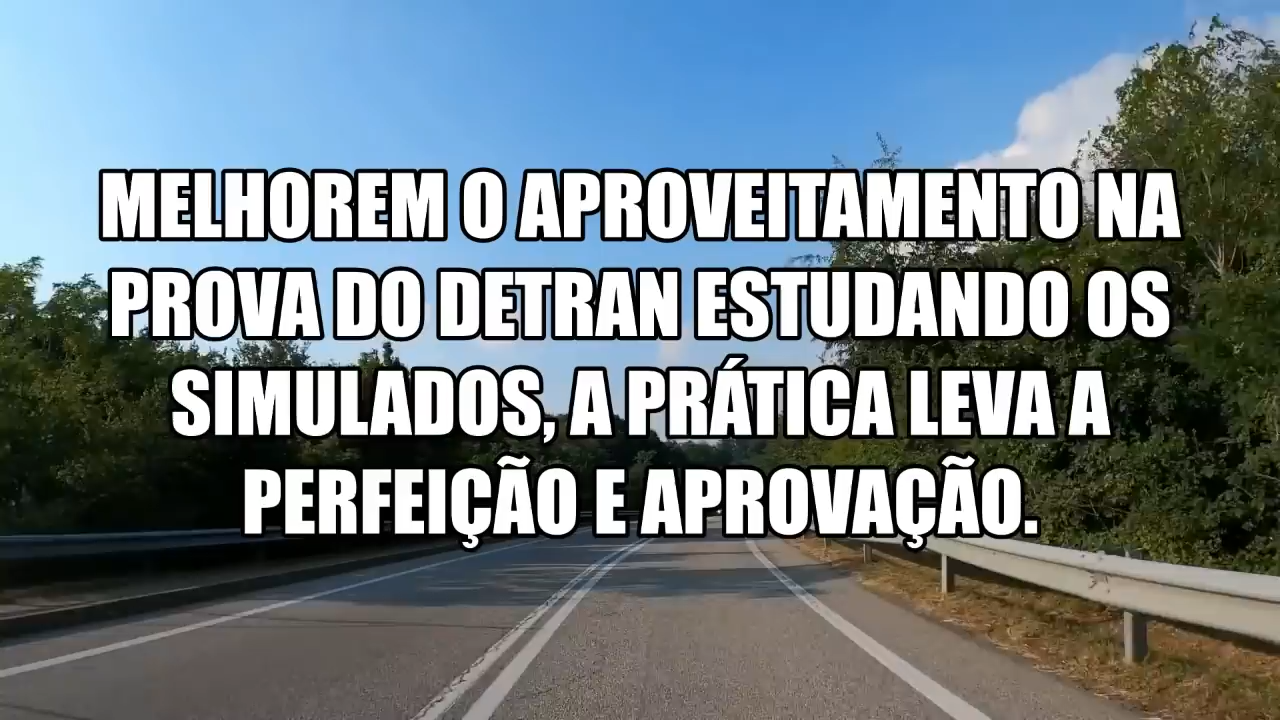 MELHOREM O APROVEITAMENTO NA
PROVA DO DETRAN ESTUDANDO OS
SIMULADOS, A PRÁTICA LEVA A
PERFEIÇÃO E APROVAÇÃO.